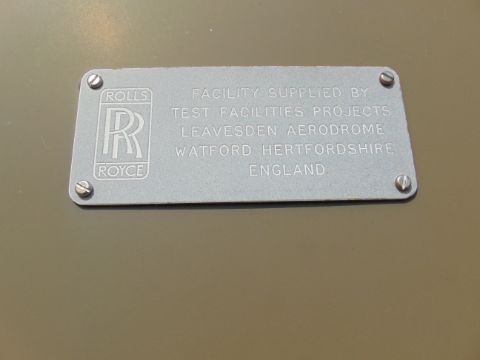 ROLLS
RR
ROYCE
FACILITY SUPPLIED BY
TEST FACILITIES PROJECTS
LEAVESDEN AERODROME
WATFORD HERTFORDSHIRE
ENGLAND